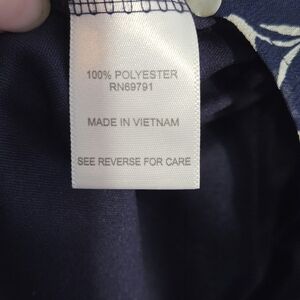 100% POLYESTER
RN69791
MADE IN VIETNAM
SEE REVERSE FOR CARE